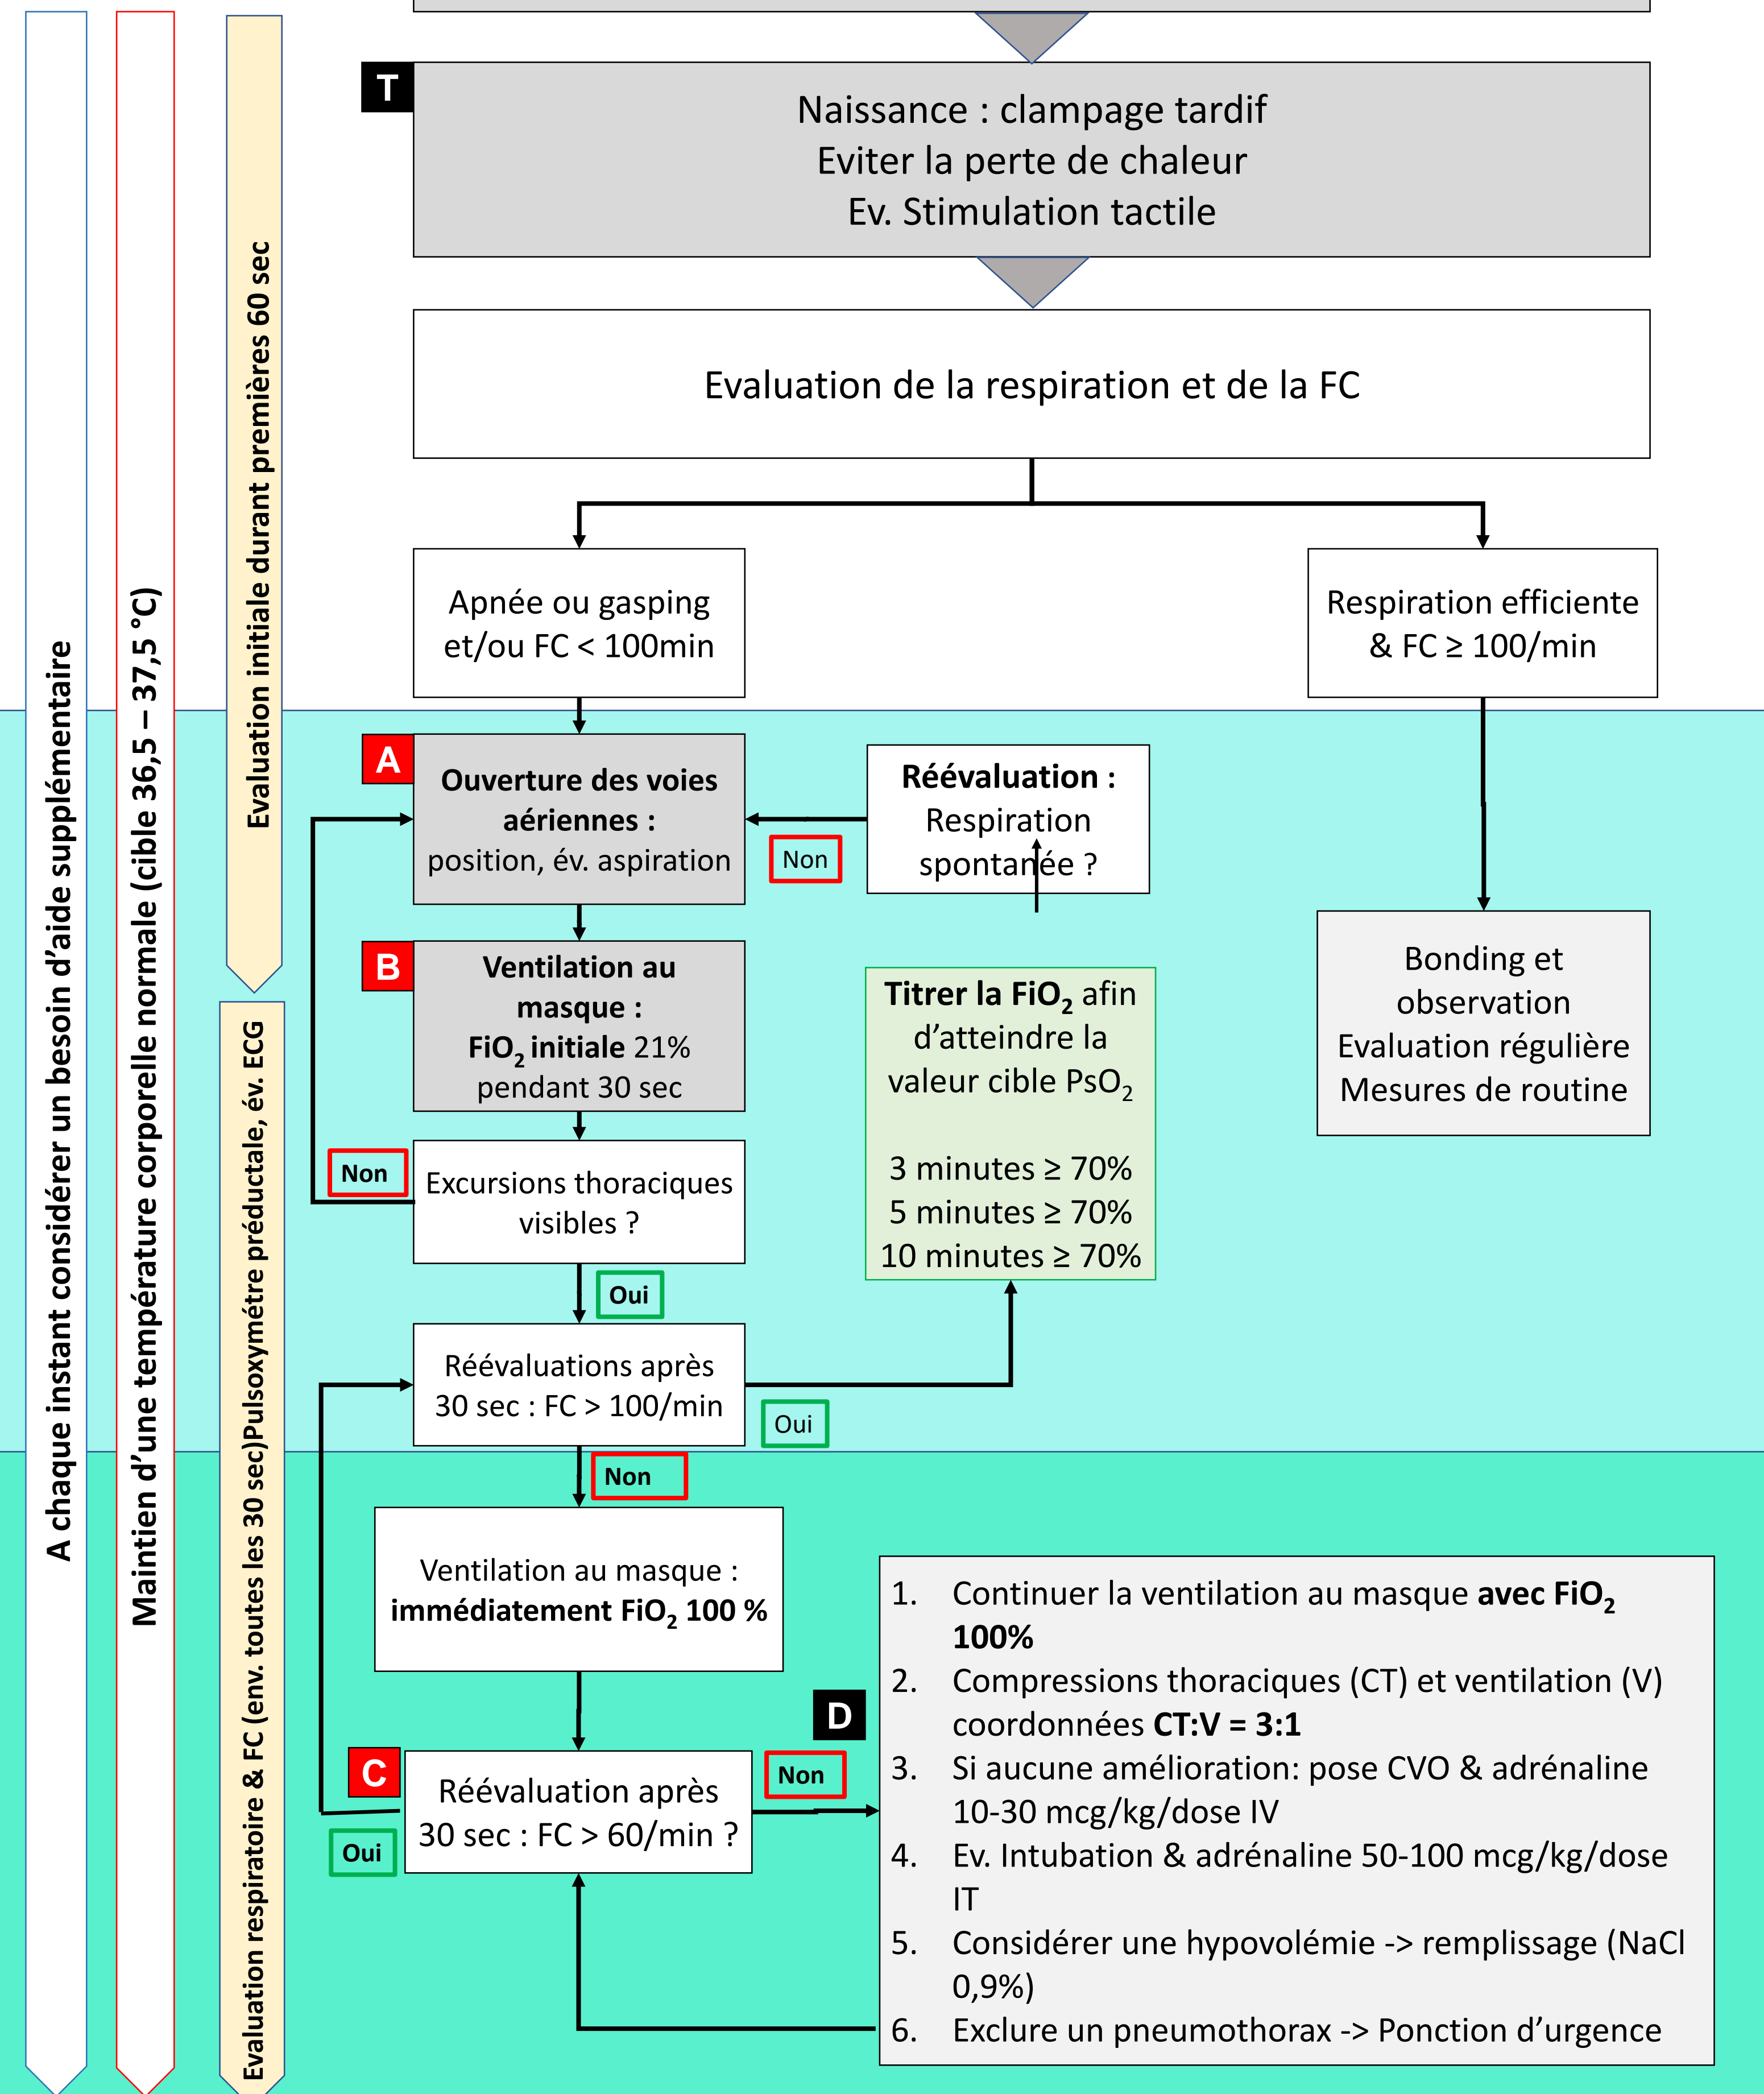 T
Naissance : clampage tardif
Eviter la perte de chaleur
Ev. Stimulation tactile
Evaluation de la respiration et de la FC
Apnée ou gasping
et/ou FC < 100min
Respiration efficiente
& FC ≥ 100/min
A
Ouverture des voies
aériennes :
position, év. aspiration
Non
Réévaluation :
Respiration
spontanée ?
B
Ventilation au
masque :
FiO2 initiale 21%
pendant 30 sec
Titrer la FiO2 afin
d’atteindre la
valeur cible PsO2
3 minutes ≥ 70%
5 minutes ≥ 70%
10 minutes ≥ 70%
Bonding et
observation
Evaluation régulière
Mesures de routine
Non
Excursions thoraciques
visibles ?
Oui
Réévaluations après
30 sec : FC > 100/min
Oui
Non
Ventilation au masque :
immédiatement FiO2 100 %
C
Réévaluation après
30 sec : FC > 60/min ?
Oui
Non
D
1. Continuer la ventilation au masque avec FiO2
100%
2. Compressions thoraciques (CT) et ventilation (V)
coordonnées CT:V = 3:1
3. Si aucune amélioration: pose CVO & adrénaline
10-30 mcg/kg/dose IV
4. Ev. Intubation & adrénaline 50-100 mcg/kg/dose
IT
5. Considérer une hypovolémie -> remplissage (NaCl
0,9%)
6. Exclure un pneumothorax -> Ponction d’urgence
A chaque instant considérer un besoin d’aide supplémentaire
Maintien d’une température corporelle normale (cible 36,5 – 37,5 °C)
Evaluation initiale durant premières 60 sec
Evaluation respiratoire & FC (env. toutes les 30 sec)Pulsoxymétre préductale, év. ECG